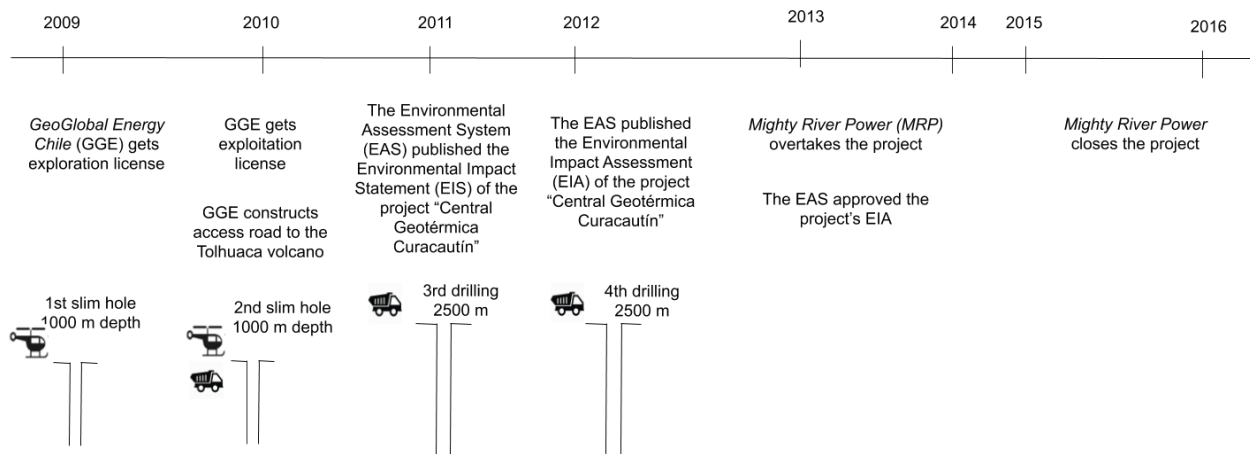 2009
2010
2011
2012
2013
2014
2015
2016
GeoGlobal Energy
Chile (GGE) gets
exploration license
GGE gets
exploitation
license
GGE constructs
access road to the
Tolhuaca volcano
The Environmental
Assessment System
(EAS) published the
Environmental Impact
Statement (EIS) of the
project “Central
Geotérmica
Curacautín”
The EAS published
the Environmental
Impact Assessment
(EIA) of the project
“Central Geotérmica
Curacautín”
Mighty River Power (MRP)
overtakes the project
The EAS approved the
project’s EIA
Mighty River Power
closes the project
1st slim hole
1000 m depth
2nd slim hole
1000 m depth
3rd drilling
2500 m
4th drilling
2500 m